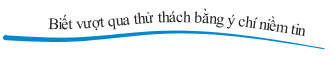 Biết vượt qua thử thách bằng ý chí niềm tin